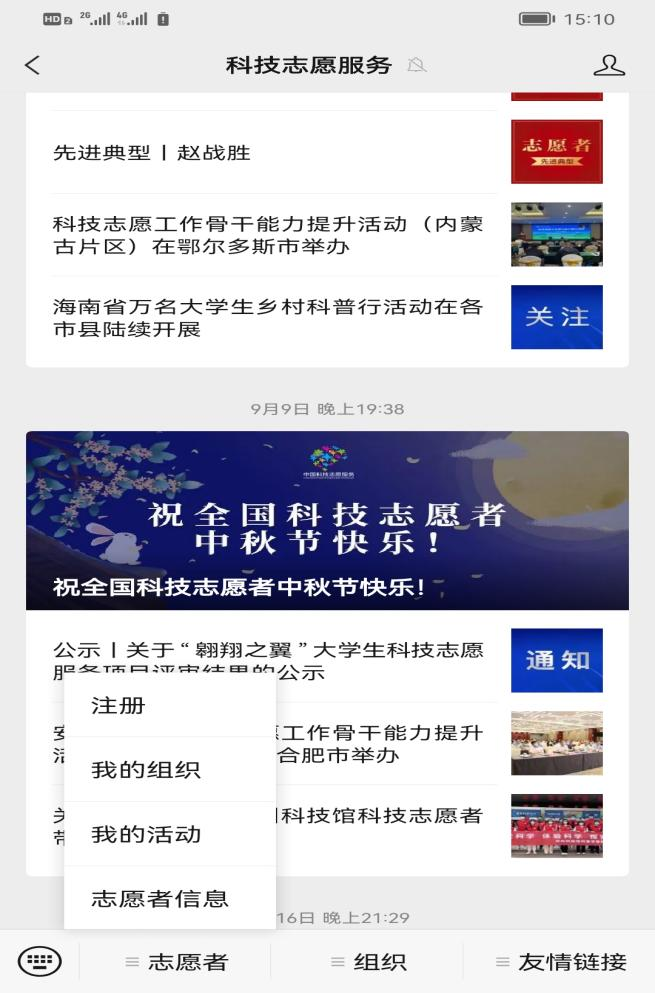 HD 2 2G 4G 15:10
科技志愿服务
先进典型丨赵战胜
志愿者
先进典型
科技志愿工作骨干能力提升活动（内蒙
古片区）在鄂尔多斯市举办
海南省万名大学生乡村科普行活动在各
市县陆续开展
关注
9月9日 晚上19:38
中国科技志愿服务
祝全国科技志愿者
中秋节快乐！
祝全国科技志愿者中秋节快乐！
公示丨关于“翱翔之翼”大学生科技志愿
服务项目评审结果的公示
通知
工作骨干能力提升
合肥市举办
科技馆科技志愿者
注册
我的组织
我的活动
志愿者信息
16日 晚上21:29
志愿者
组织
友情链接